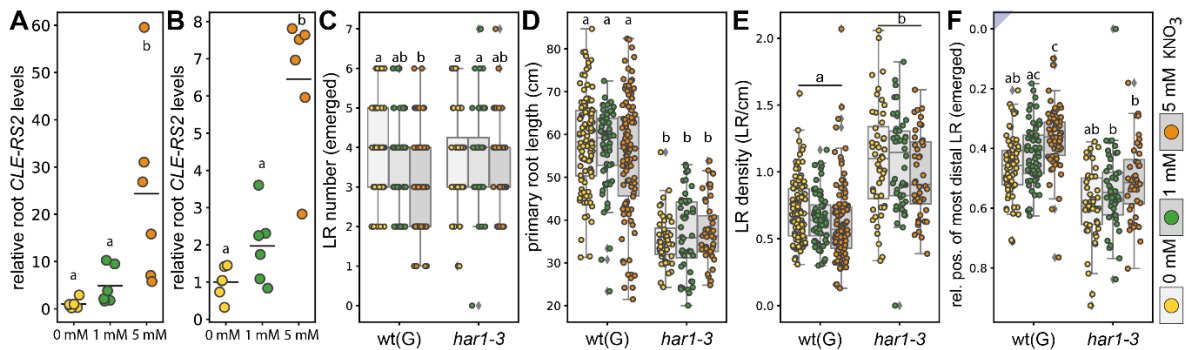 A
relative root CLE-RS2 levels
60
50
40
30
20
10
0
a
a
b
0 mM 1 mM 5 mM
B
relative root CLE-RS2 levels
8
7
6
5
4
3
2
1
0
a
a
b
0 mM 1 mM 5 mM
C
LR number (emerged)
7
6
5
4
3
2
1
0
a ab b a a ab
wt(G) har1-3
D
primary root length (cm)
90
80
70
60
50
40
30
20
a a a
b b b
wt(G) har1-3
E
LR density (LR/cm)
2.0
1.5
1.0
0.5
0.0
a
b
wt(G) har1-3
F
rel. pos. of most distal LR (emerged)
0.0
0.2
0.4
0.6
0.8
ab ac c
ab b b
wt(G) har1-3
0 mM 1 mM 5 mM KNO3